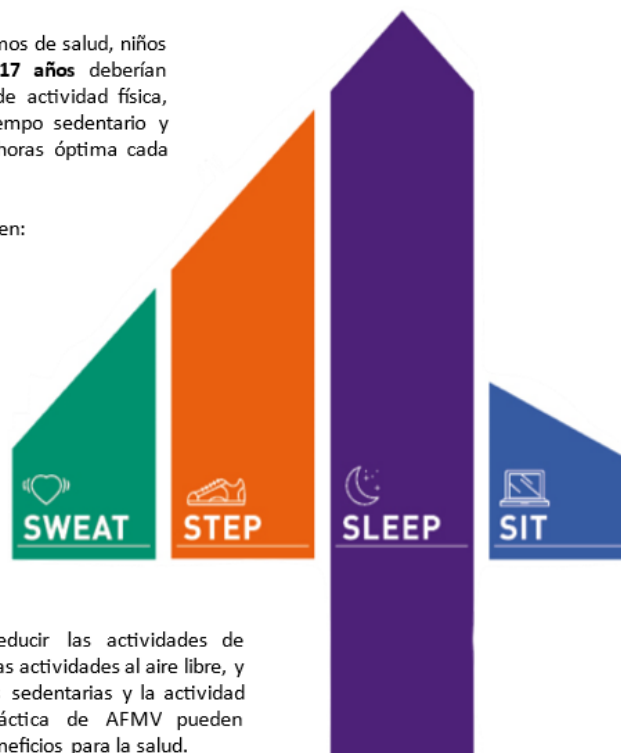 mos de salud, niños
17 años deberían
de actividad física,
empo sedentario y
horas óptima cada
en:
SWEAT STEP SLEEP SIT
educir las actividades de
as actividades al aire libre, y
sedentarias y la actividad
áctica de AFMV pueden
neficios para la salud.